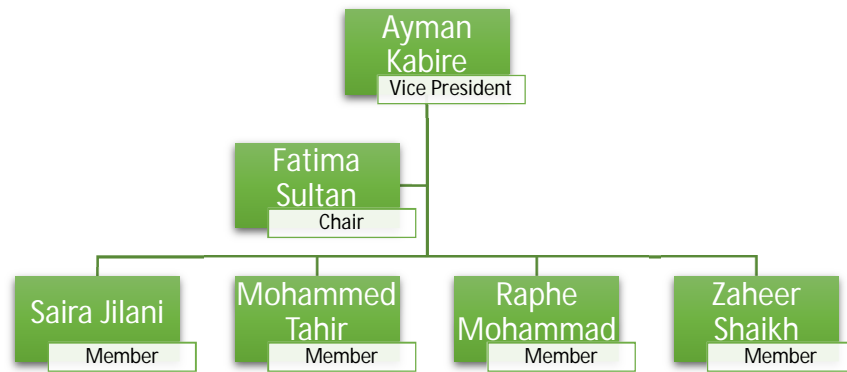 Ayman
Kabire
Vice President
Fatima
Sultan
Chair
Saira Jilani
Member
Mohammed
Tahir
Member
Raphe
Mohammad
Member
Zaheer
Shaikh
Member